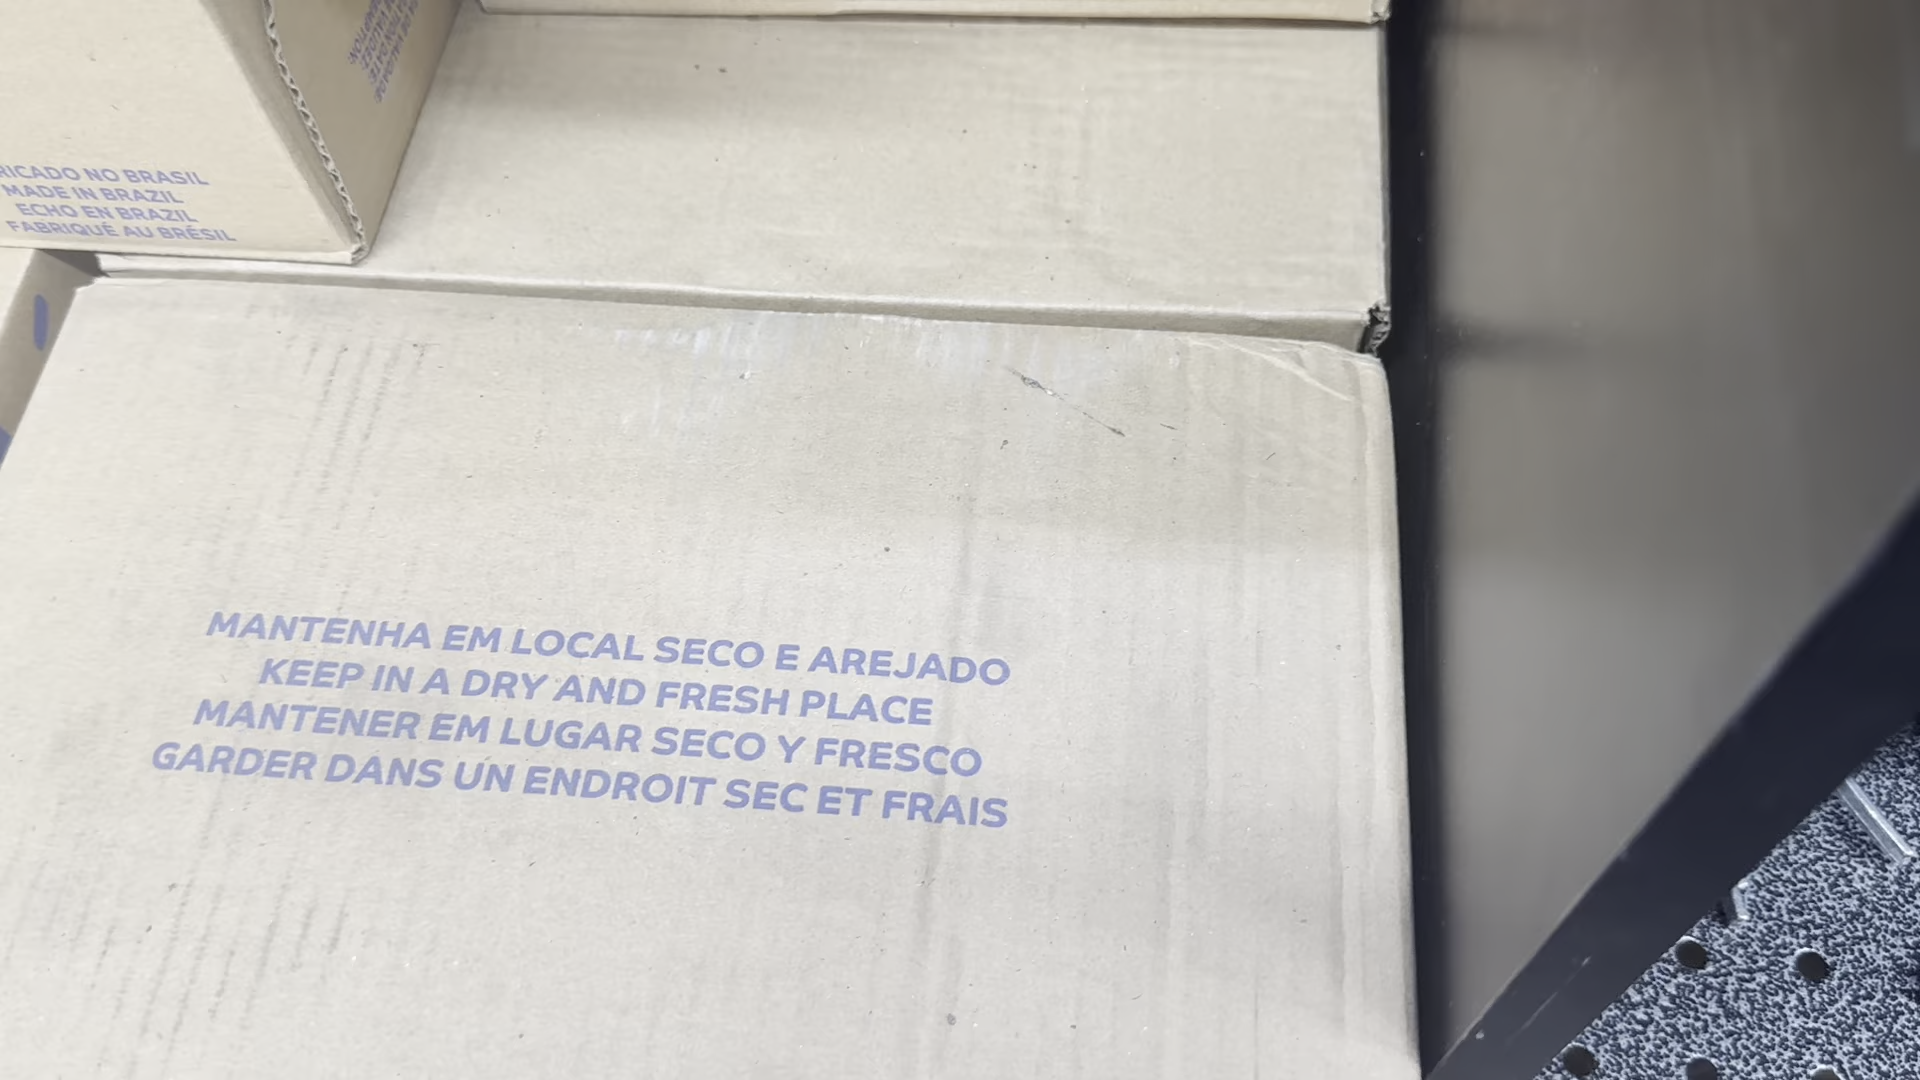 RICADO NO BRASIL
MADE IN BRAZIL
ECHO EN BRAZIL
FABRIQUÉ AU BRÉSIL
MANTENHA EM LOCAL SECO E AREJADO
KEEP IN A DRY AND FRESH PLACE
MANTENER EM LUGAR SECO Y FRESCO
GARDER DANS UN ENDROIT SEC ET FRAIS